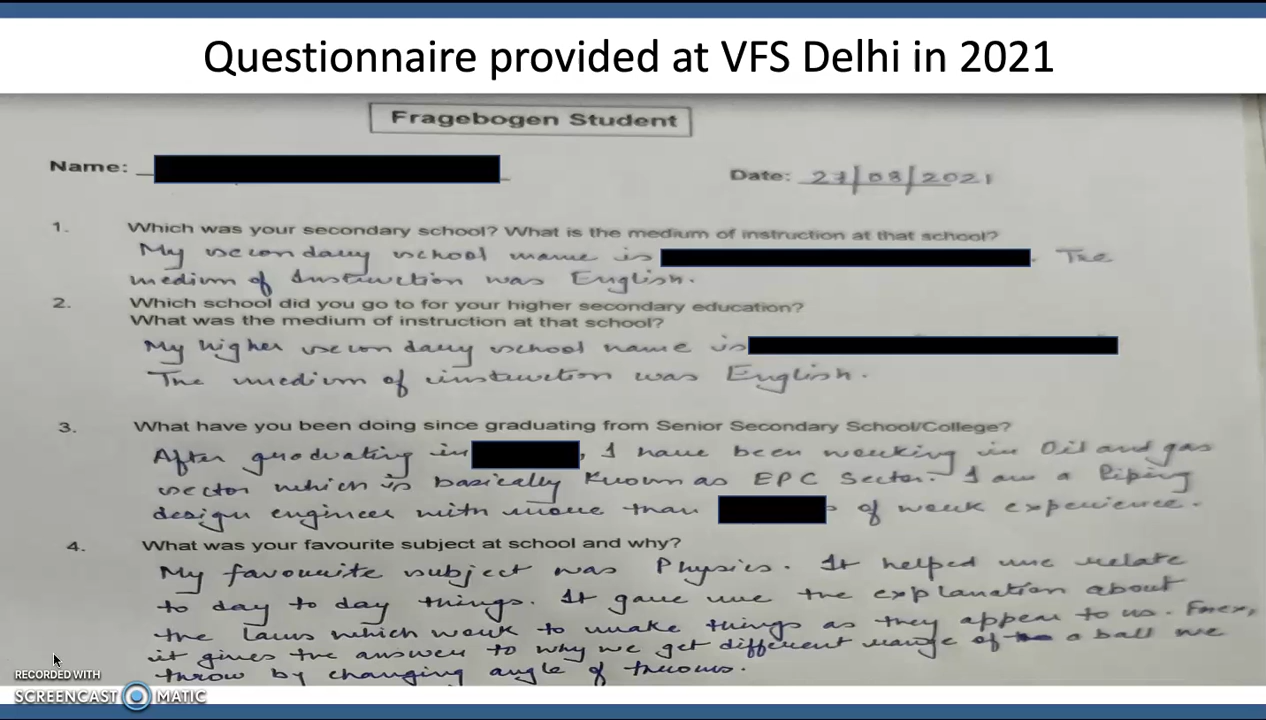 Questionnaire provided at VFS Delhi in 2021
Fragebogen Student
Name:
Date: 27/08/2021
1. Which was your secondary school? What is the medium of instruction at that school?
My secondary school name is . The
medium of Instruction was English.
2. Which school did you go to for your higher secondary education?
What was the medium of instruction at that school?
My higher secondary school name is
The medium of instruction was English.
3. What have you been doing since graduating from Senior Secondary School/College?
After graduating in , I have been working in Oil and gas
sector which is basically known as EPC Sector. I am a Piping
design engineer with more than of work experience.
4. What was your favourite subject at school and why?
My favourite subject was Physics. It helped me relate
to day to day things. It gave me the explanation about
the laws which work to make things as they appear to us. Forex,
it gives the answer to why we get different range of a ball we
throw by changing angle of throws.
RECORDED WITH
SCREENCAST MATIC